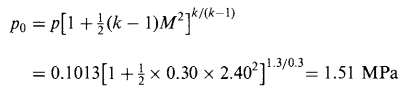 p₀ = p[1 + ½(k − 1)M²]^k/(k−1)
= 0.1013[1 + ½ × 0.30 × 2.40²]^1.3/0.3 = 1.51 MPa